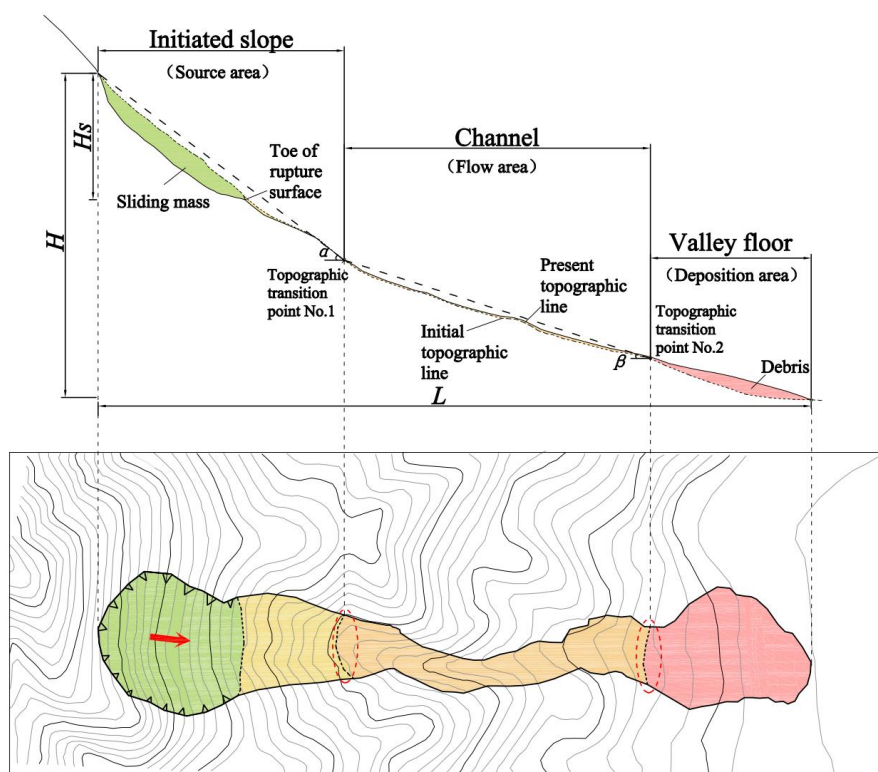 Initiated slope
(Source area)
Hs
H
Sliding mass
Toe of
rupture
surface
Channel
(Flow area)
α
Topographic
transition
point No.1
Initial
topographic
line
Present
topographic
line
Valley floor
(Deposition area)
Topographic
transition
point No.2
β
Debris
L